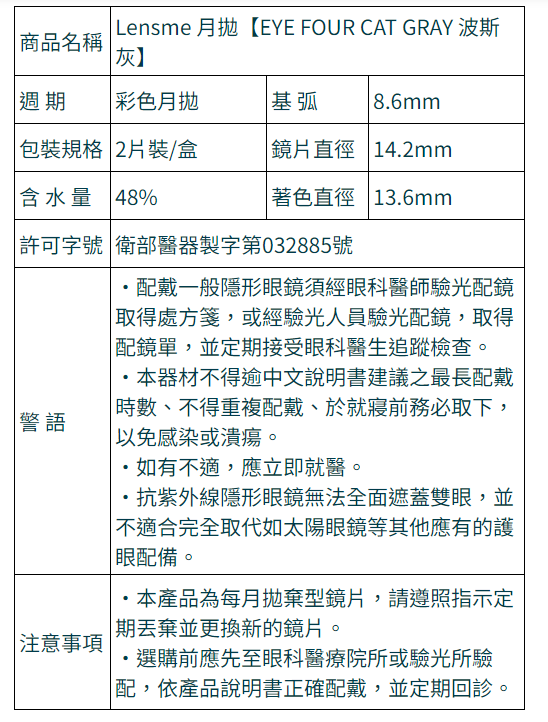 商品名稱
Lensme 月拋【EYE FOUR CAT GRAY 波斯
灰】
週 期
彩色月拋
基 弧
8.6mm
包裝規格
2片裝/盒
鏡片直徑
14.2mm
含 水 量
48%
著色直徑
13.6mm
許可字號
衛部醫器製字第032885號
警 語
・配戴一般隱形眼鏡須經眼科醫師驗光配鏡
取得處方箋，或經驗光人員驗光配鏡，取得
配鏡單，並定期接受眼科醫生追蹤檢查。
・本器材不得逾中文說明書建議之最長配戴
時數、不得重複配戴、於就寢前務必取下，
以免感染或潰瘍。
・如有不適，應立即就醫。
・抗紫外線隱形眼鏡無法全面遮蓋雙眼，並
不適合完全取代如太陽眼鏡等其他應有的護
眼配備。
注意事項
・本產品為每月拋棄型鏡片，請遵照指示定
期丟棄並更換新的鏡片。
・選購前應先至眼科醫療院所或驗光所驗
配，依產品說明書正確配戴，並定期回診。